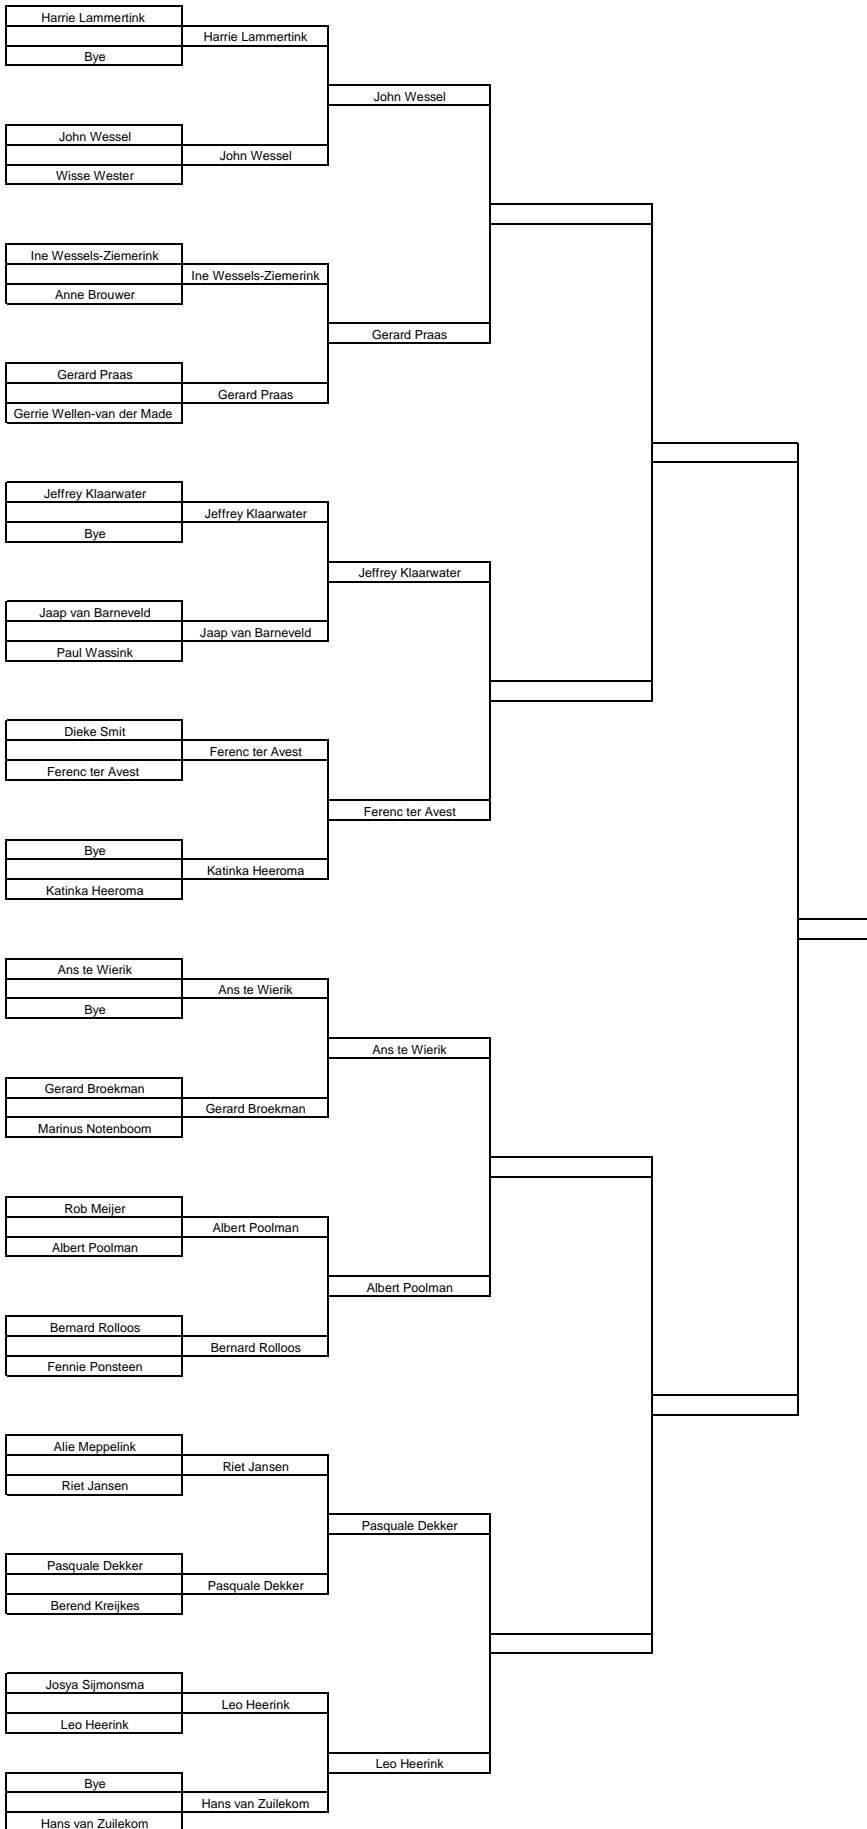 Harrie Lammertink
Harrie Lammertink
Bye
John Wessel
John Wessel
John Wessel
Wisse Wester
Ine Wessels-Ziemerink
Ine Wessels-Ziemerink
Anne Brouwer
Gerard Praas
Gerard Praas
Gerard Praas
Gerrie Wellen-van der Made
Jeffrey Klaarwater
Jeffrey Klaarwater
Bye
Jeffrey Klaarwater
Jaap van Barneveld
Jaap van Barneveld
Paul Wassink
Dieke Smit
Ferenc ter Avest
Ferenc ter Avest
Ferenc ter Avest
Bye
Katinka Heeroma
Katinka Heeroma
Ans te Wierik
Ans te Wierik
Bye
Ans te Wierik
Gerard Broekman
Gerard Broekman
Marinus Notenboom
Rob Meijer
Albert Poolman
Albert Poolman
Albert Poolman
Bernard Rolloos
Bernard Rolloos
Fennie Ponsteen
Alie Meppelink
Riet Jansen
Riet Jansen
Pasquale Dekker
Pasquale Dekker
Pasquale Dekker
Berend Kreijkes
Josya Sijmonsma
Leo Heerink
Leo Heerink
Leo Heerink
Bye
Hans van Zuilekom
Hans van Zuilekom